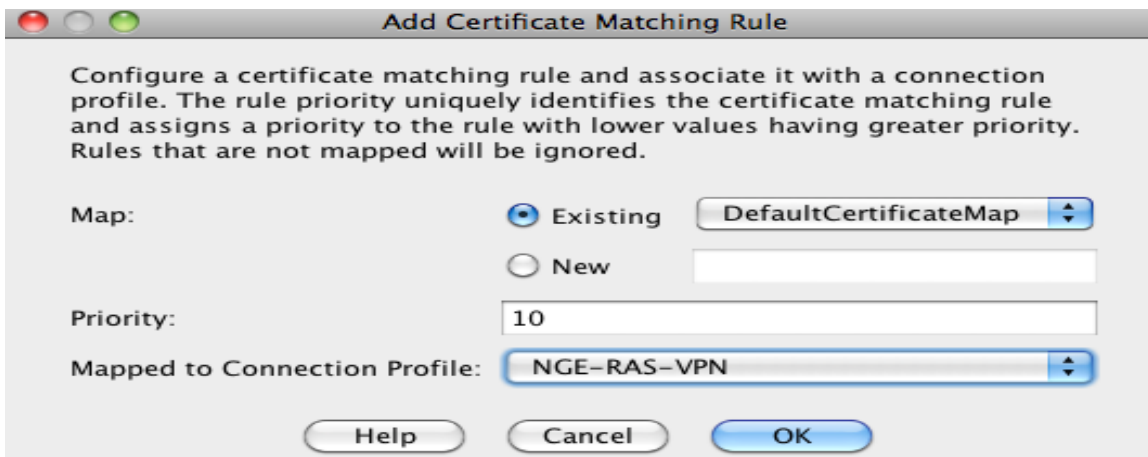 Add Certificate Matching Rule
Configure a certificate matching rule and associate it with a connection
profile. The rule priority uniquely identifies the certificate matching rule
and assigns a priority to the rule with lower values having greater priority.
Rules that are not mapped will be ignored.
Map: Existing DefaultCertificateMap
New
Priority: 10
Mapped to Connection Profile: NGE-RAS-VPN
Help Cancel OK